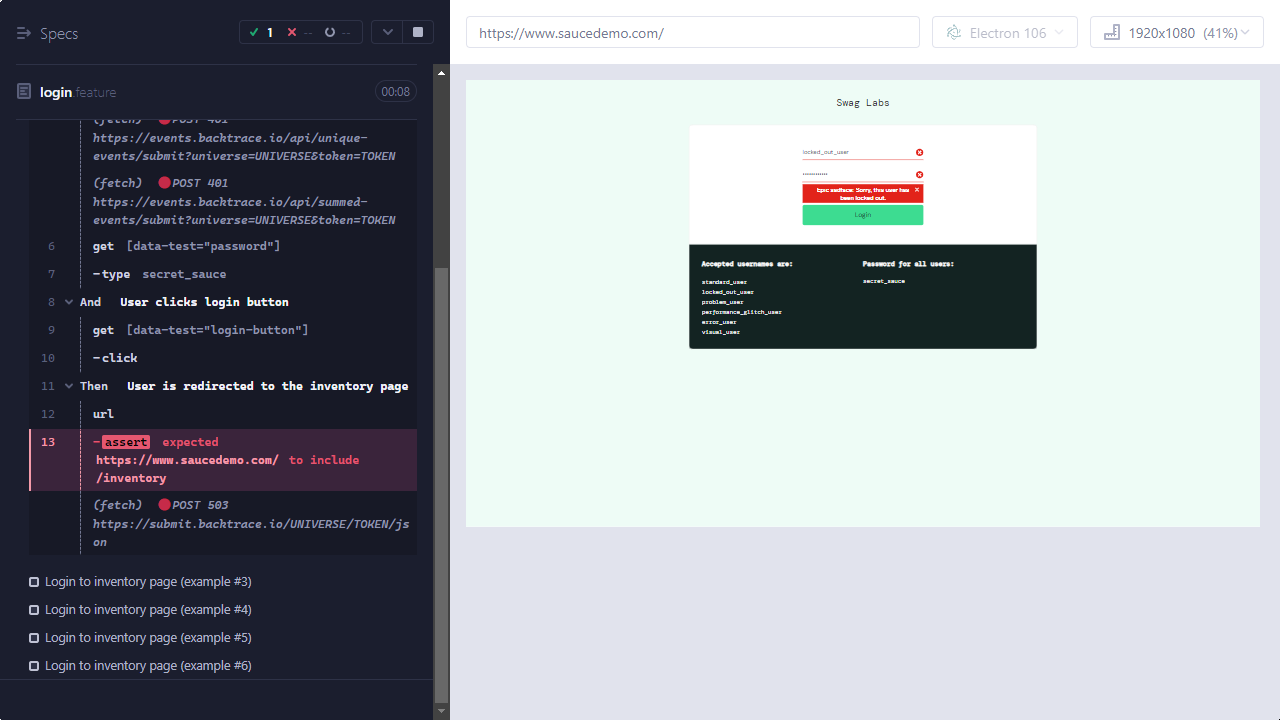 Specs
1
--
--
login.feature
00:08
(fetch) POST 401
https://events.backtrace.io/api/unique-
events/submit?universe=UNIVERSE&token=TOKEN
(fetch) POST 401
https://events.backtrace.io/api/summed-
events/submit?universe=UNIVERSE&token=TOKEN
6 get [data-test="password"]
7 -type secret_sauce
8 And User clicks login button
9 get [data-test="login-button"]
10 -click
11 Then User is redirected to the inventory page
12 url
13 -assert expected
https://www.saucedemo.com/ to include
/inventory
(fetch) POST 503
https://submit.backtrace.io/UNIVERSE/TOKEN/js
on
Login to inventory page (example #3)
Login to inventory page (example #4)
Login to inventory page (example #5)
Login to inventory page (example #6)
https://www.saucedemo.com/
Electron 106
1920x1080 (41%)
Swag Labs
locked_out_user
Epic sadface: Sorry, this user has
been locked out.
Login
Accepted usernames are:
standard_user
locked_out_user
problem_user
performance_glitch_user
error_user
visual_user
Password for all users:
secret_sauce